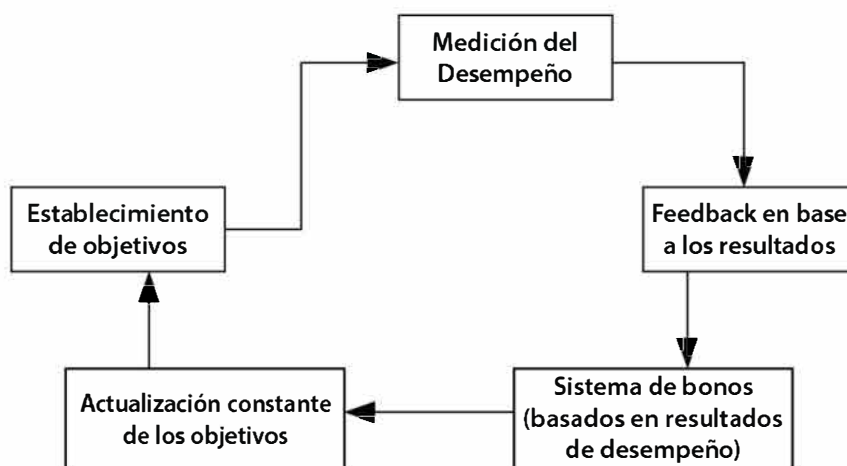 Medición del
Desempeño
Establecimiento
de objetivos
Feedback en base
a los resultados
Actualización constante
de los objetivos
Sistema de bonos
(basados en resultados
de desempeño)